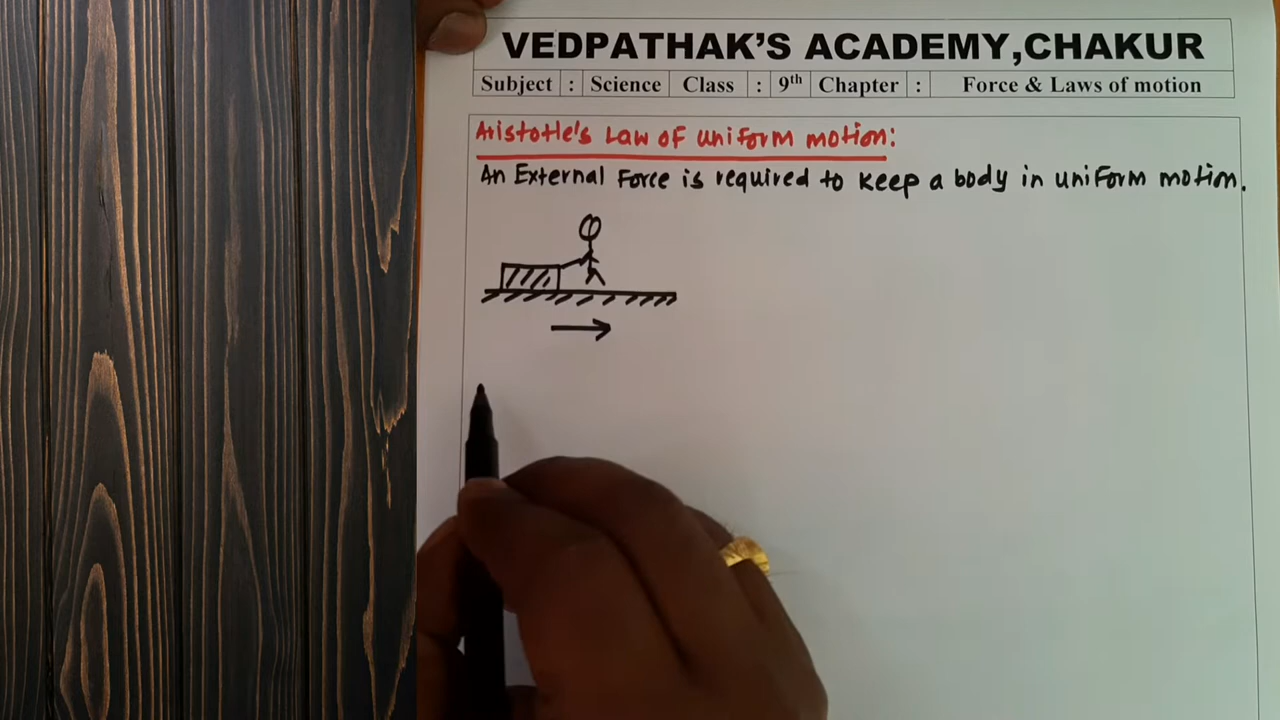 VEDPATHAK'S ACADEMY,CHAKUR
Subject : Science Class : 9th Chapter : Force & Laws of motion
Aristotle's Law of uniform motion:
An External Force is required to keep a body in uniform motion.